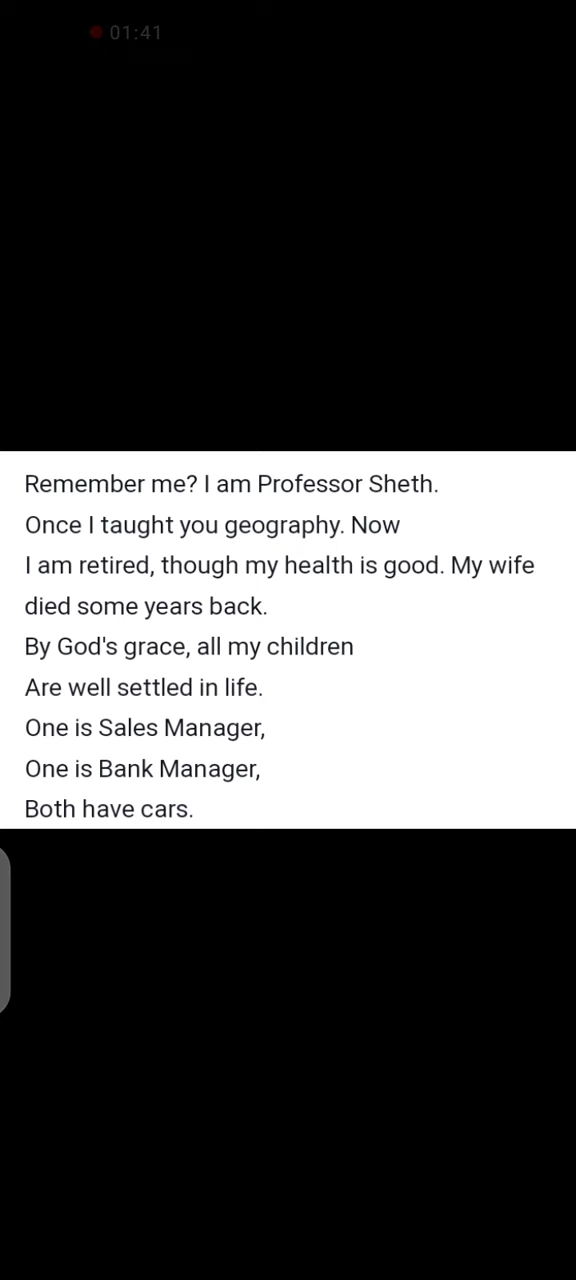 01:41
Remember me? I am Professor Sheth.
Once I taught you geography. Now
I am retired, though my health is good. My wife
died some years back.
By God's grace, all my children
Are well settled in life.
One is Sales Manager,
One is Bank Manager,
Both have cars.